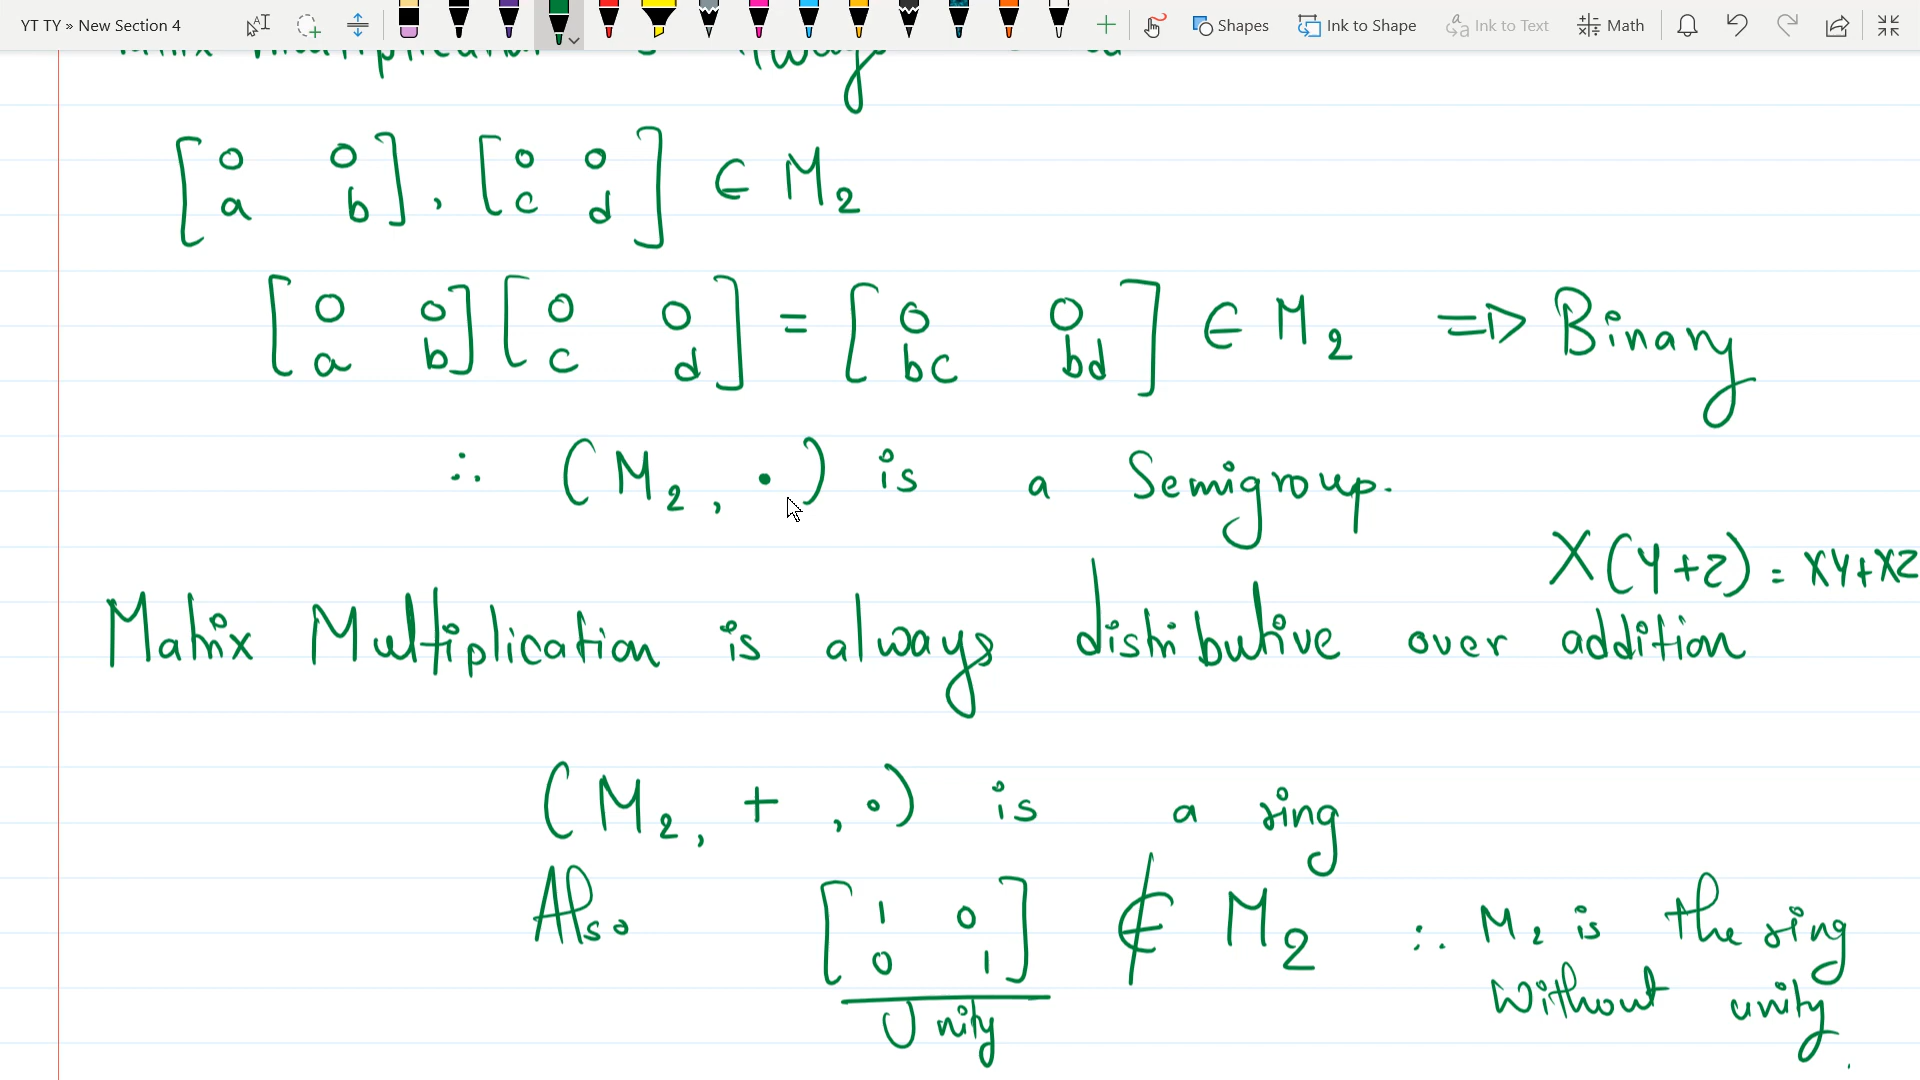 YT TY » New Section 4 Shapes Ink to Shape Ink to Text Math
Multiplication
[0 0 a b], [0 0 c d] ∈ M2
[0 0 a b] [0 0 c d] = [0 0 bc bd] ∈ M2 => Binary
∴ (M2, •) is a Semigroup.
X(Y+Z) = XY+XZ
Matrix Multiplication is always distributive over addition
(M2, +, •) is a ring
Also [1 0 0 1] ∉ M2 ∴ M2 is the ring
Unity without unity.